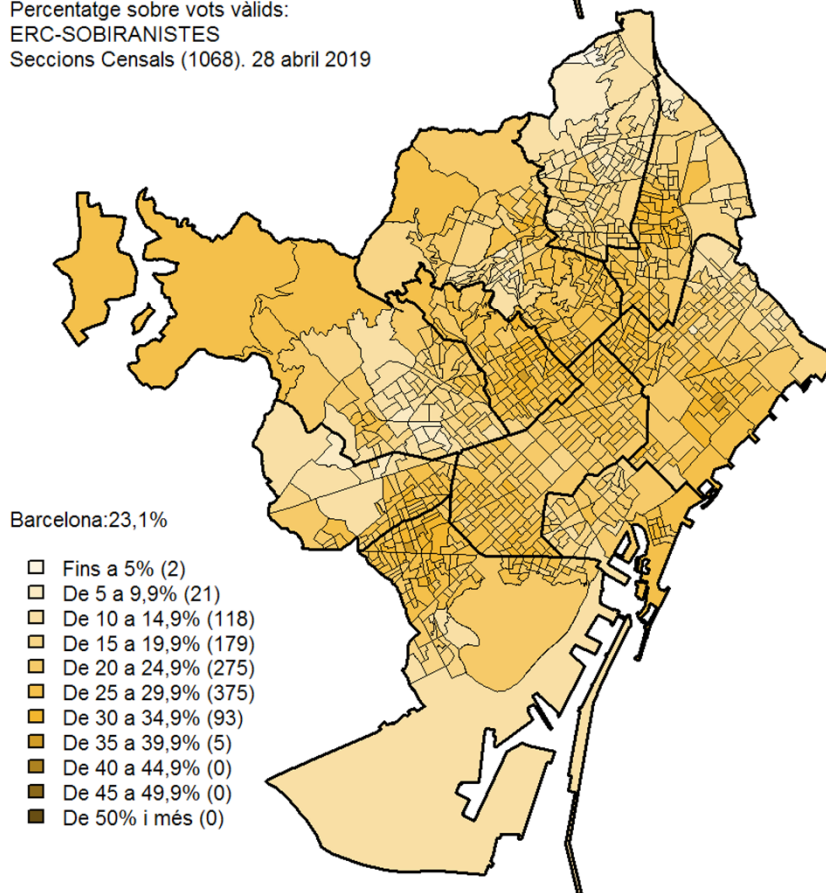 Percentatge sobre vots vàlids:
ERC-SOBIRANISTES
Seccions Censals (1068). 28 abril 2019
Barcelona:23,1%
Fins a 5% (2)
De 5 a 9,9% (21)
De 10 a 14,9% (118)
De 15 a 19,9% (179)
De 20 a 24,9% (275)
De 25 a 29,9% (375)
De 30 a 34,9% (93)
De 35 a 39,9% (5)
De 40 a 44,9% (0)
De 45 a 49,9% (0)
De 50% i més (0)